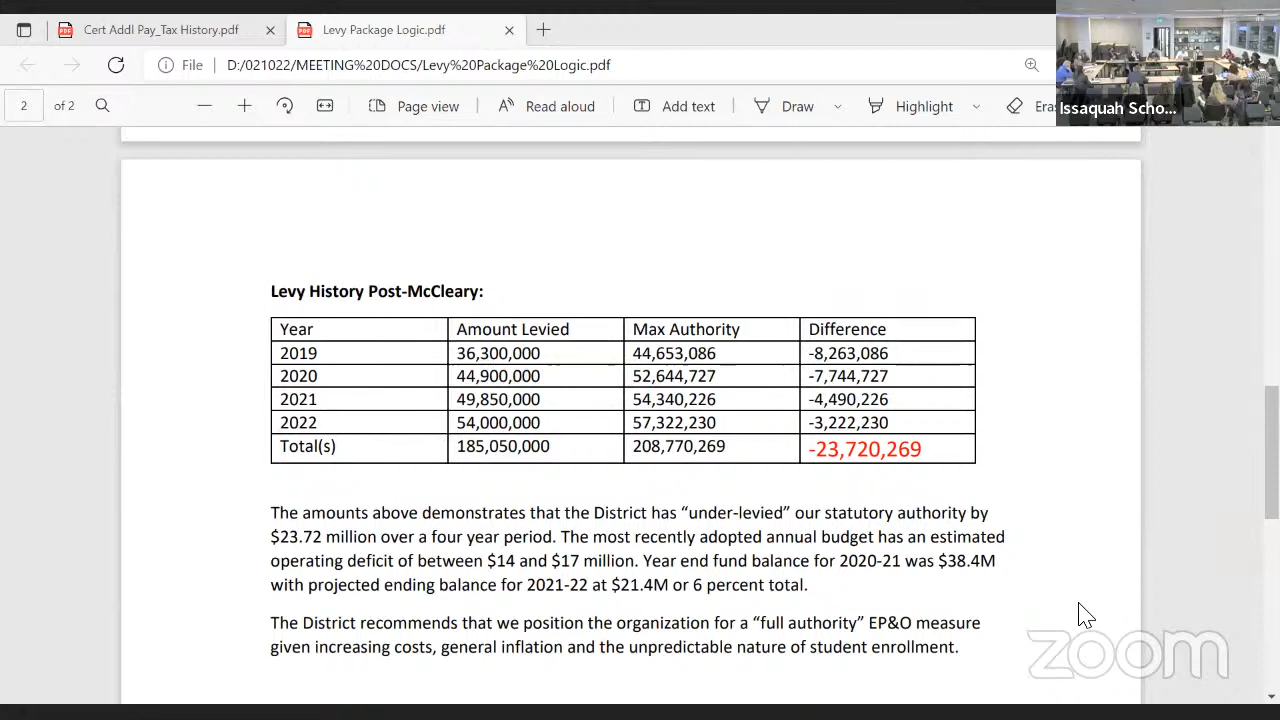 Cert Addl Pay_Tax History.pdf
Levy Package Logic.pdf
File D:/021022/MEETING%20DOCS/Levy%20Package%20Logic.pdf
2 of 2 Page view Read aloud Add text Draw Highlight Era
Issaquah Scho...
Levy History Post-McCleary:
Year Amount Levied Max Authority Difference
2019 36,300,000 44,653,086 -8,263,086
2020 44,900,000 52,644,727 -7,744,727
2021 49,850,000 54,340,226 -4,490,226
2022 54,000,000 57,322,230 -3,222,230
Total(s) 185,050,000 208,770,269 -23,720,269
The amounts above demonstrates that the District has “under-levied” our statutory authority by
$23.72 million over a four year period. The most recently adopted annual budget has an estimated
operating deficit of between $14 and $17 million. Year end fund balance for 2020-21 was $38.4M
with projected ending balance for 2021-22 at $21.4M or 6 percent total.
The District recommends that we position the organization for a “full authority” EP&O measure
given increasing costs, general inflation and the unpredictable nature of student enrollment.
zoom